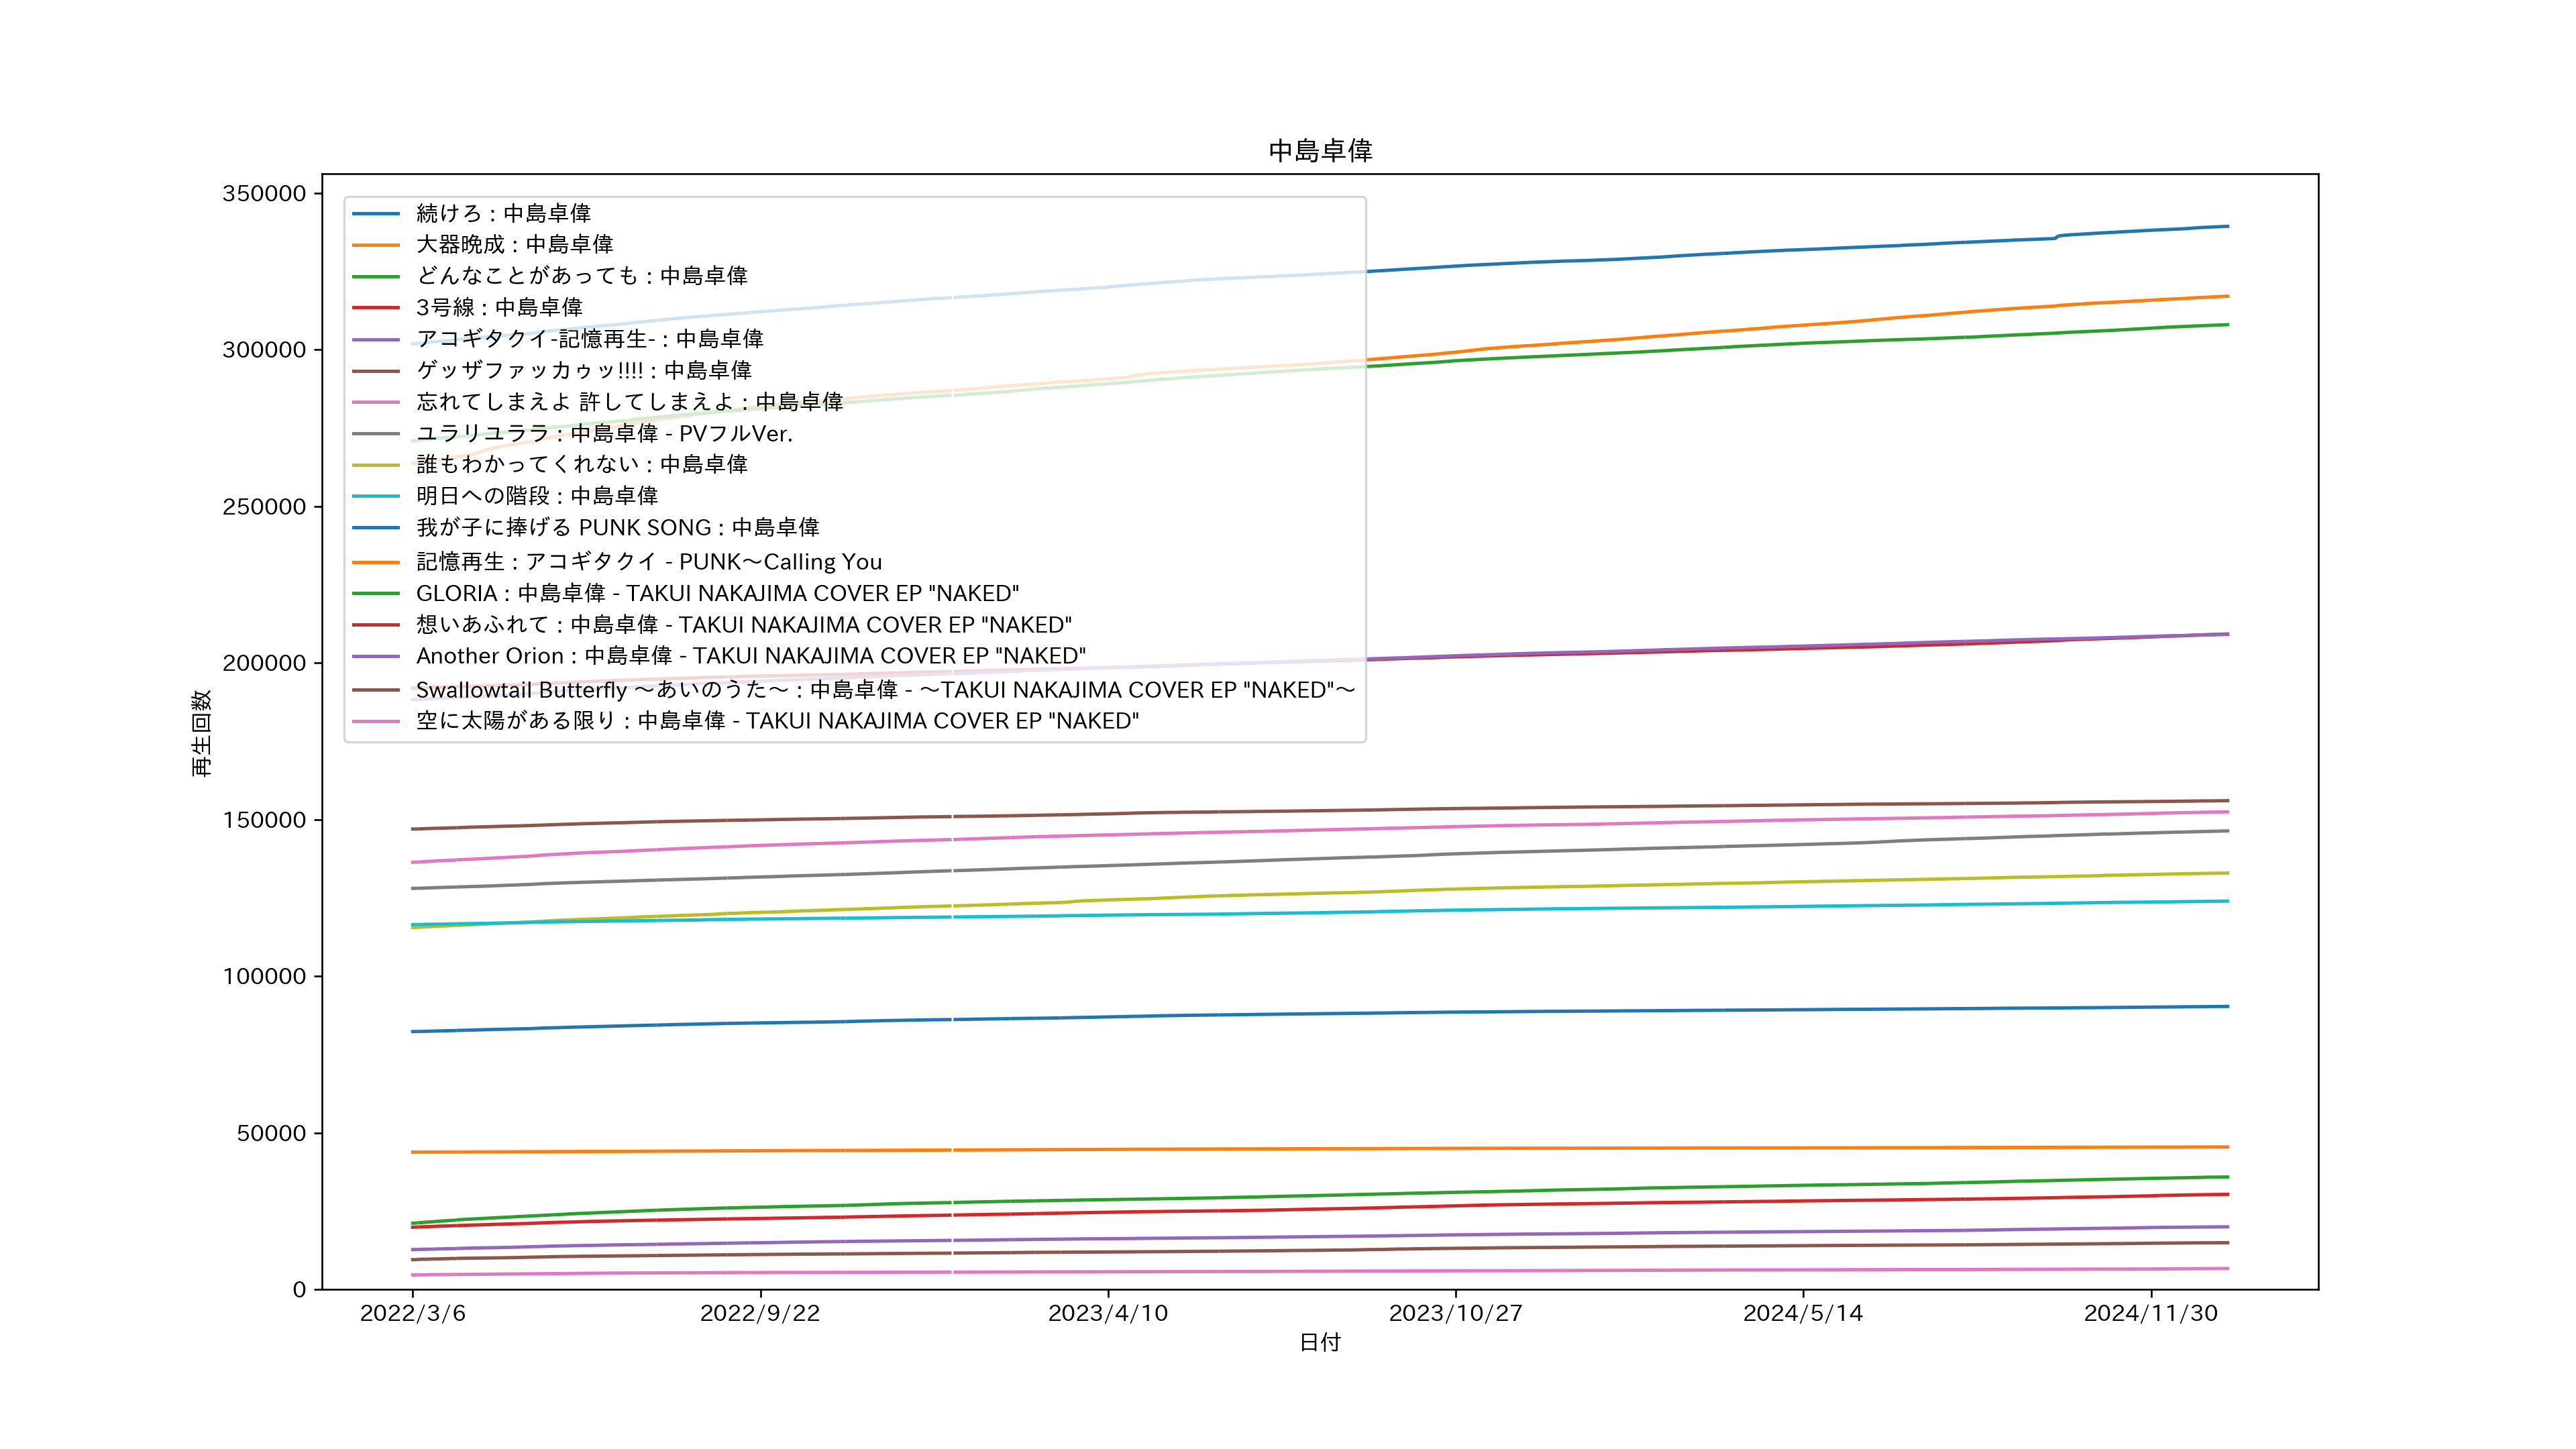 中島卓偉
350000
300000
250000
200000
150000
100000
50000
0
再生回数
続けろ : 中島卓偉
大器晩成 : 中島卓偉
どんなことがあっても : 中島卓偉
3号線 : 中島卓偉
アコギタクイ-記憶再生- : 中島卓偉
ゲッザファッカゥッ!!!! : 中島卓偉
忘れてしまえよ 許してしまえよ : 中島卓偉
ユラリユララ : 中島卓偉 - PVフルVer.
誰もわかってくれない : 中島卓偉
明日への階段 : 中島卓偉
我が子に捧げる PUNK SONG : 中島卓偉
記憶再生 : アコギタクイ - PUNK～Calling You
GLORIA : 中島卓偉 - TAKUI NAKAJIMA COVER EP "NAKED"
想いあふれて : 中島卓偉 - TAKUI NAKAJIMA COVER EP "NAKED"
Another Orion : 中島卓偉 - TAKUI NAKAJIMA COVER EP "NAKED"
Swallowtail Butterfly ～あいのうた～ : 中島卓偉 - ～TAKUI NAKAJIMA COVER EP "NAKED"～
空に太陽がある限り : 中島卓偉 - TAKUI NAKAJIMA COVER EP "NAKED"
2022/3/6 2022/9/22 2023/4/10 2023/10/27 2024/5/14 2024/11/30
日付